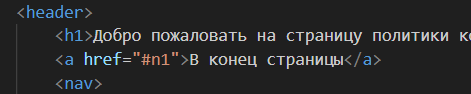 <header>
<h1>Добро пожаловать на страницу политики
<a href="#n1">В конец страницы</a>
<nav>